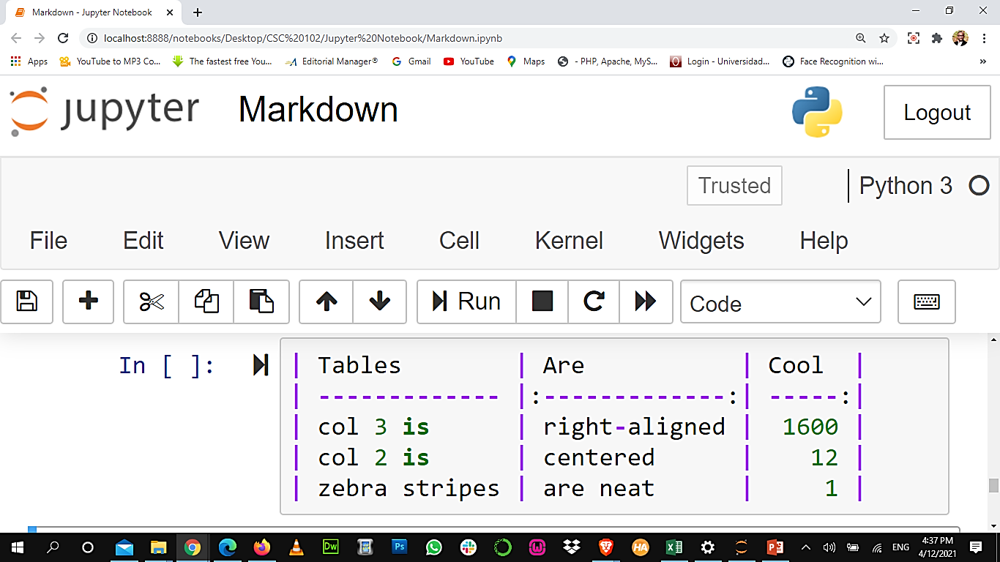 Markdown - Jupyter Notebook
localhost:8888/notebooks/Desktop/CSC%20102/Jupyter%20Notebook/Markdown.ipynb
Apps YouTube to MP3 Co... The fastest free You... Editorial Manager® Gmail YouTube Maps - PHP, Apache, MyS... Login - Universidad... Face Recognition wi... »
jupyter Markdown Logout
Trusted Python 3
File Edit View Insert Cell Kernel Widgets Help
Run Code
In [ ]: | Tables | Are | Cool |
| ------------- |:-------------:| -----:|
| col 3 is | right-aligned | 1600 |
| col 2 is | centered | 12 |
| zebra stripes | are neat | 1 |
Dw Ps HA ENG 4:37 PM
4/12/2021